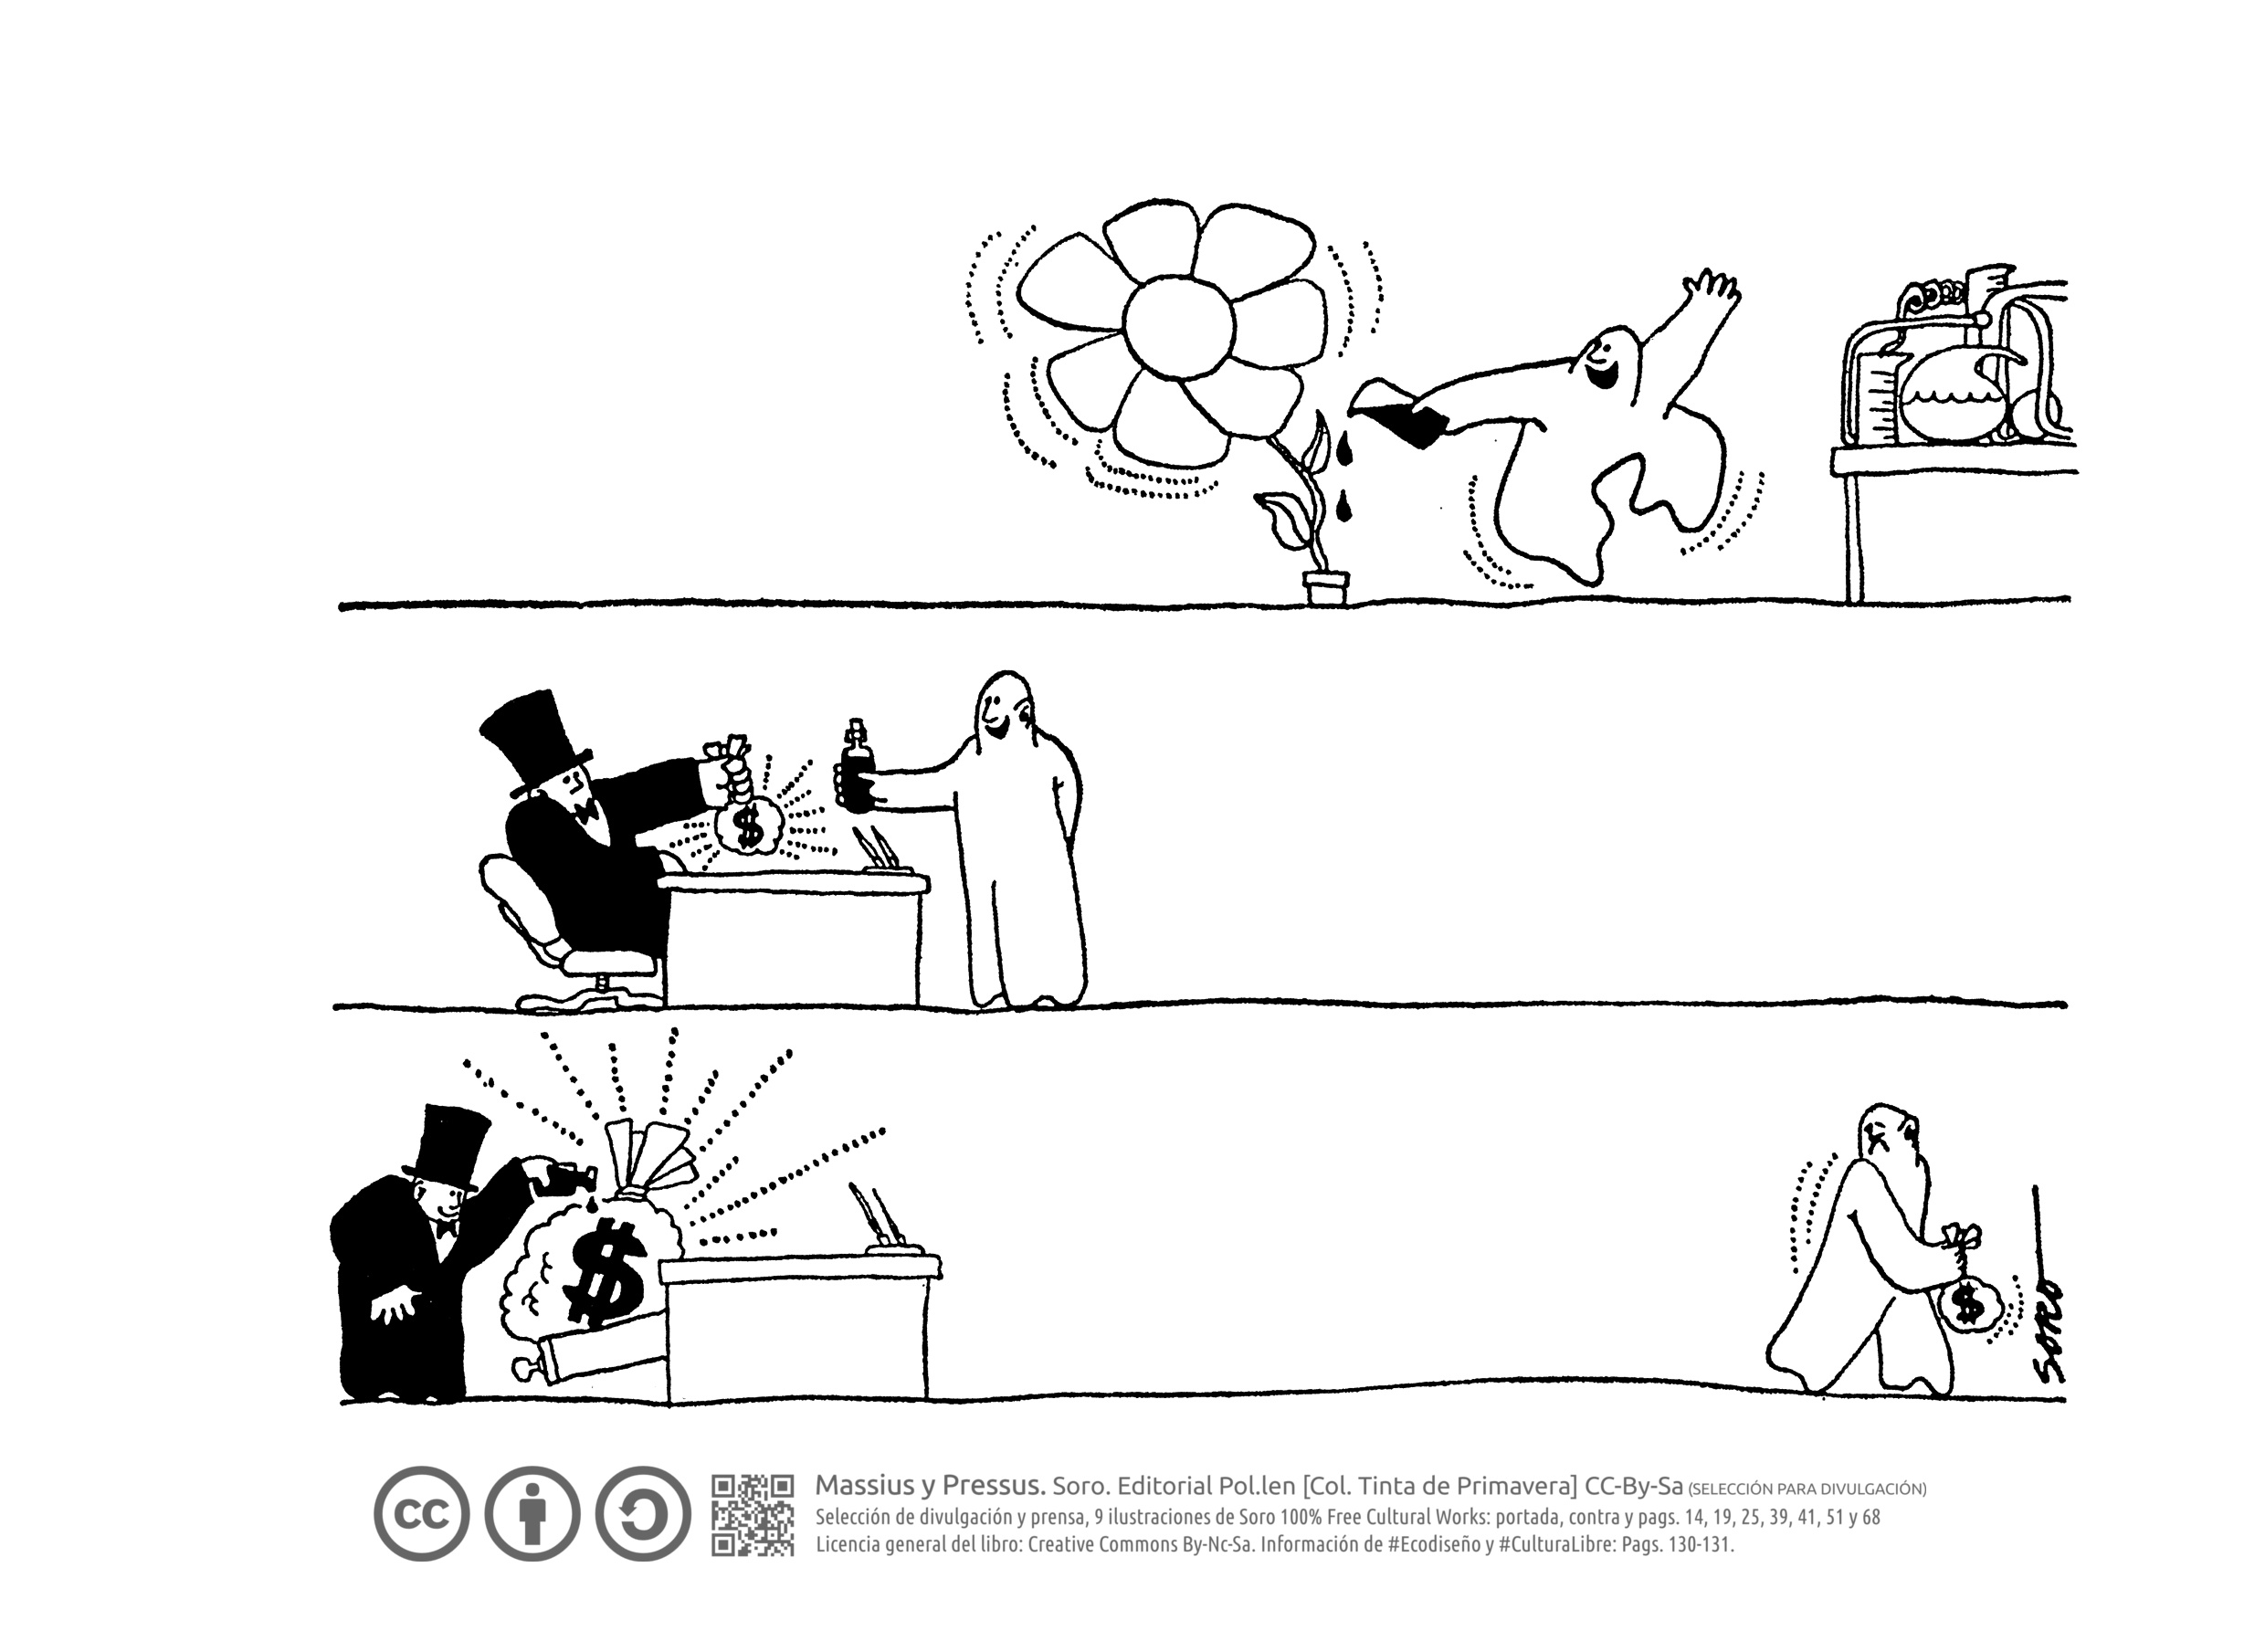 $
$
$
SORO
cc
Massius y Pressus. Soro. Editorial Pol.len [Col. Tinta de Primavera] CC-By-Sa (SELECCIÓN PARA DIVULGACIÓN)
Selección de divulgación y prensa, 9 ilustraciones de Soro 100% Free Cultural Works: portada, contra y pags. 14, 19, 25, 39, 41, 51 y 68
Licencia general del libro: Creative Commons By-Nc-Sa. Información de #Ecodiseño y #CulturaLibre: Pags. 130-131.